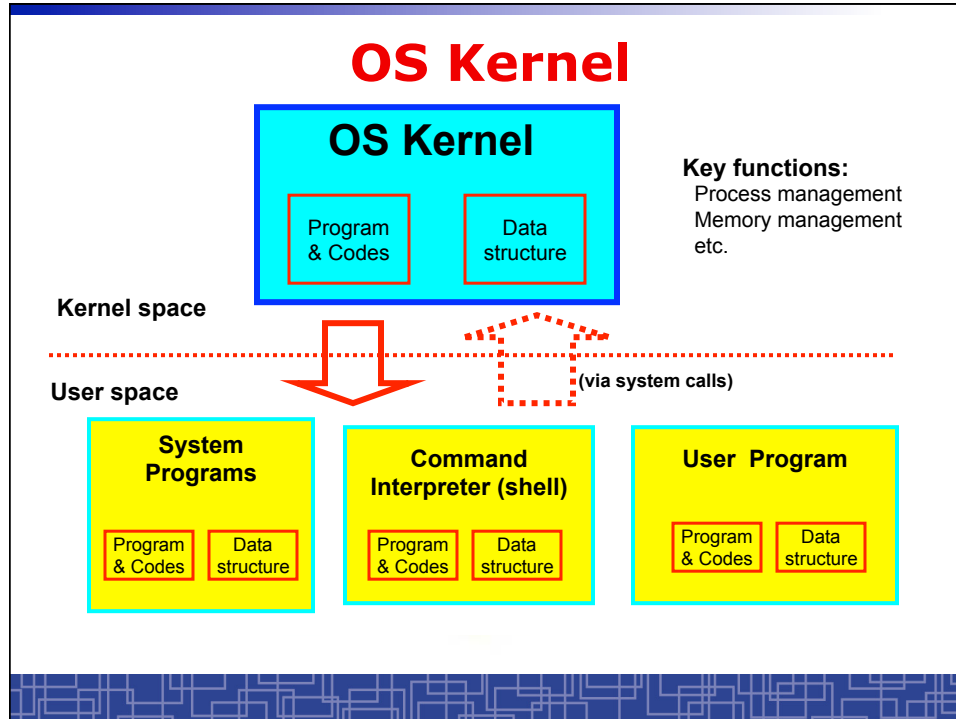 OS Kernel
OS Kernel
Program
& Codes
Data
structure
Key functions:
Process management
Memory management
etc.
Kernel space
(via system calls)
User space
System
Programs
Program
& Codes
Data
structure
Command
Interpreter (shell)
Program
& Codes
Data
structure
User Program
Program
& Codes
Data
structure